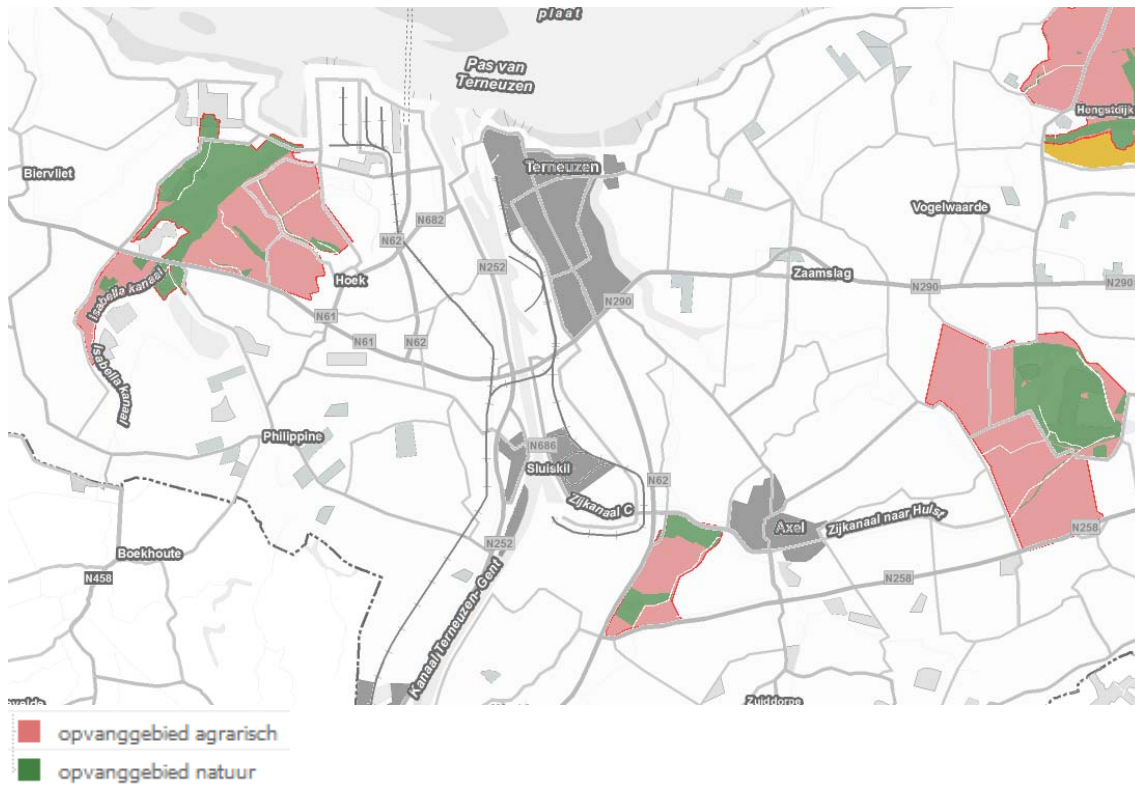 plaat
Pas van
Terneuzen
Hengstdijk
Biervliet
Terneuzen
Vogelwaarde
N682
N62
N252
Zaamslag
Hoek
Isabella kanaal
N290
N290
N290
N61
N61
N62
Isabella kanaal
Philippine
N686
Sluiskil
N62
Zijkanaal C
Axel
Zijkanaal naar Hulst
N258
Boekhoute
N252
N458
N258
Kanaal Terneuzen-Gent
Zuiddorpe
opvanggebied agrarisch
opvanggebied natuur